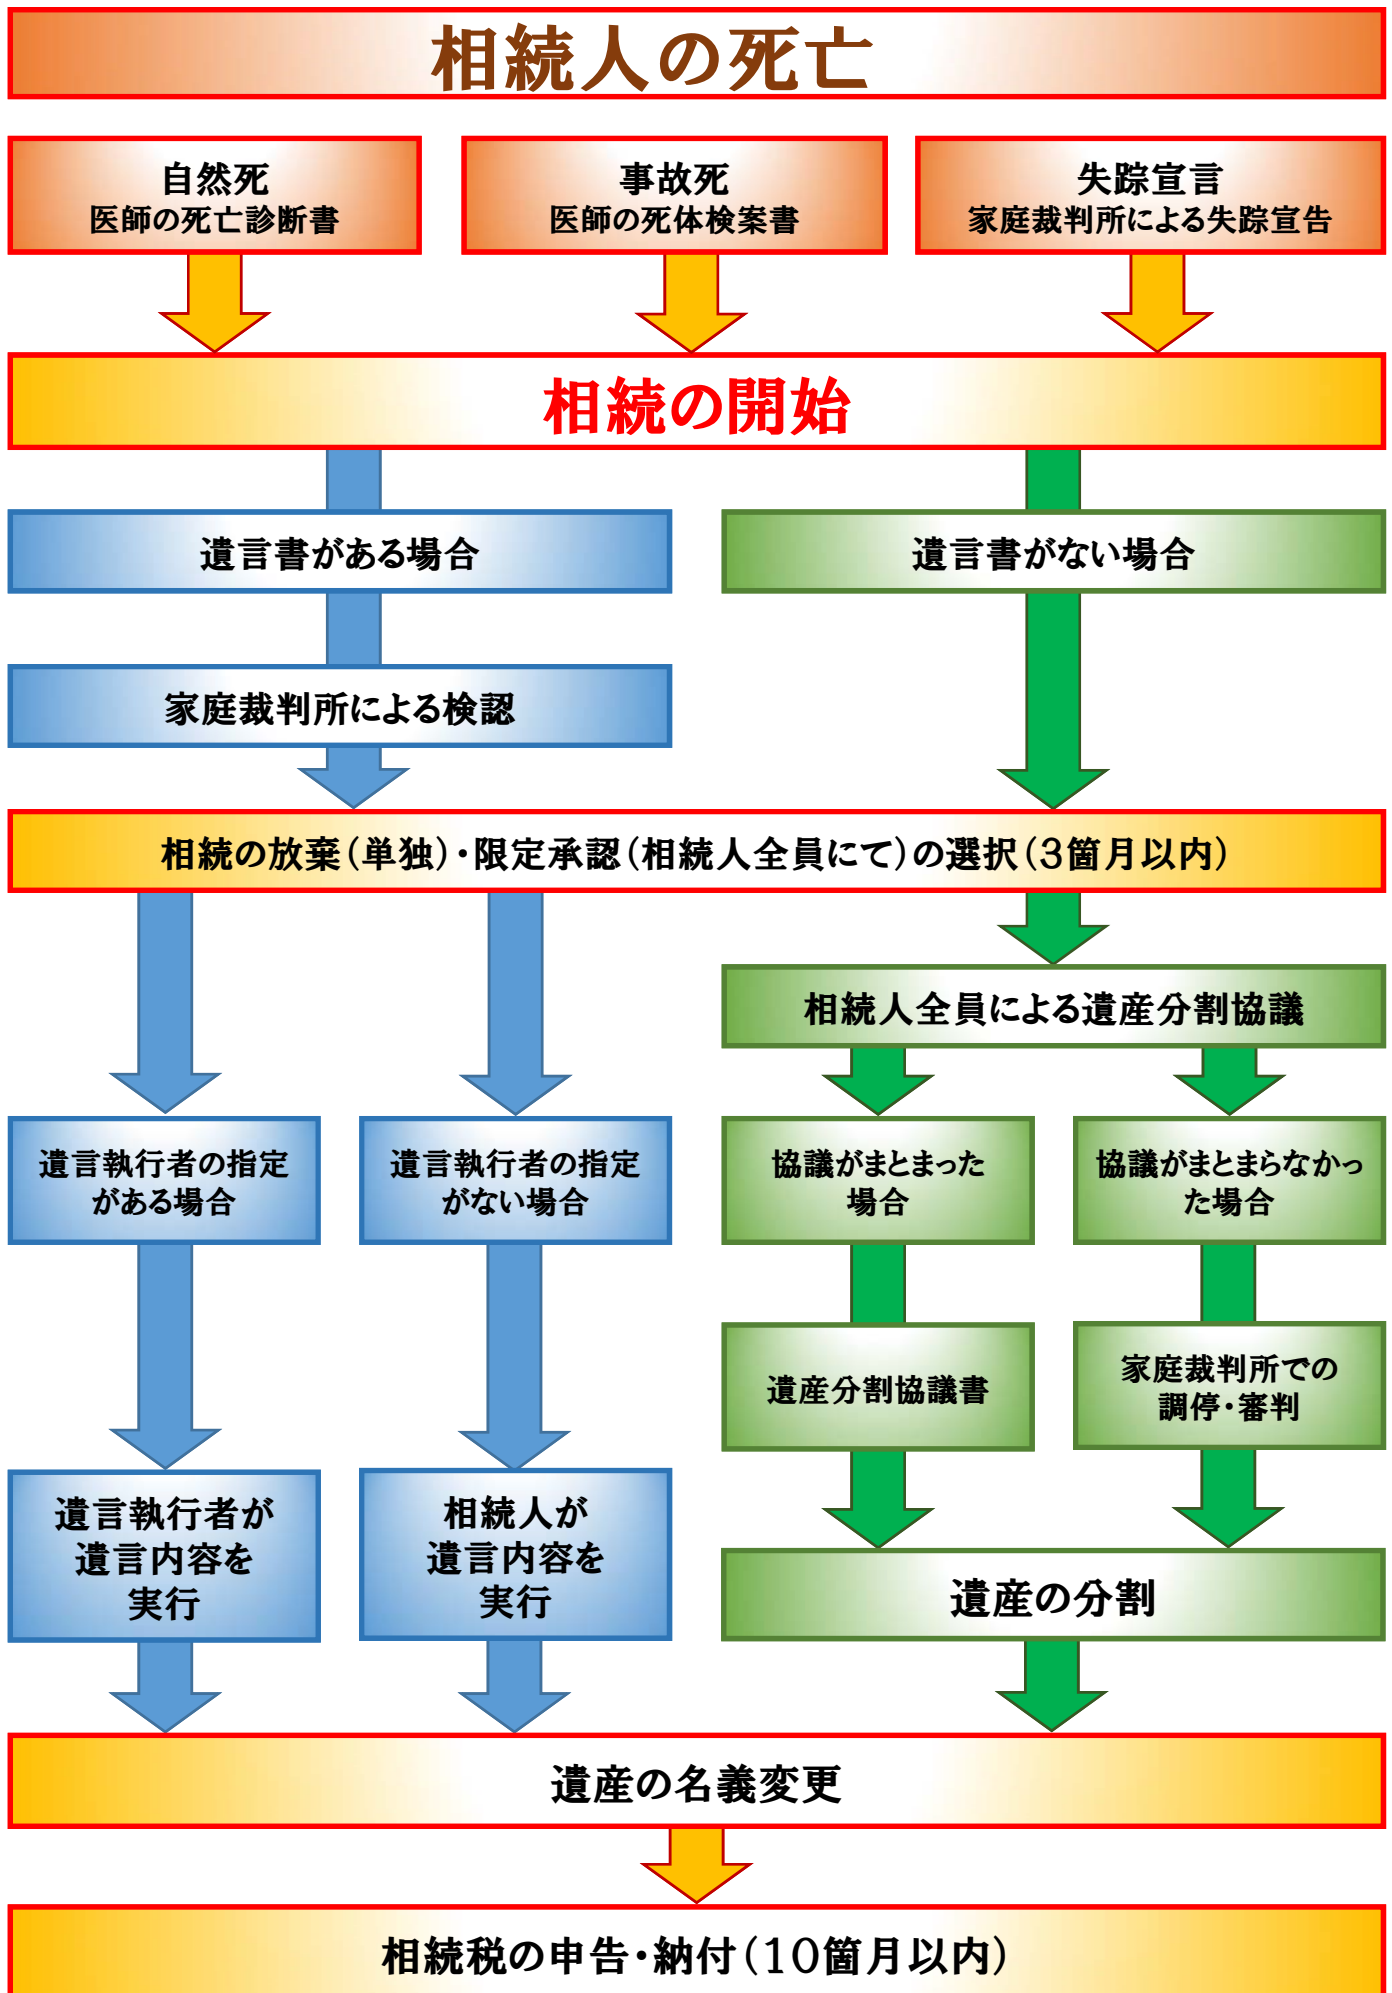 相続人の死亡
自然死
医師の死亡診断書
事故死
医師の死体検案書
失踪宣言
家庭裁判所による失踪宣告
相続の開始
遺言書がある場合
遺言書がない場合
家庭裁判所による検認
相続の放棄(単独)・限定承認(相続人全員にて)の選択(3箇月以内)
相続人全員による遺産分割協議
遺言執行者の指定
がある場合
遺言執行者の指定
がない場合
協議がまとまった
場合
協議がまとまらなかっ
た場合
遺産分割協議書
家庭裁判所での
調停・審判
遺言執行者が
遺言内容を
実行
相続人が
遺言内容を
実行
遺産の分割
遺産の名義変更
相続税の申告・納付(10箇月以内)